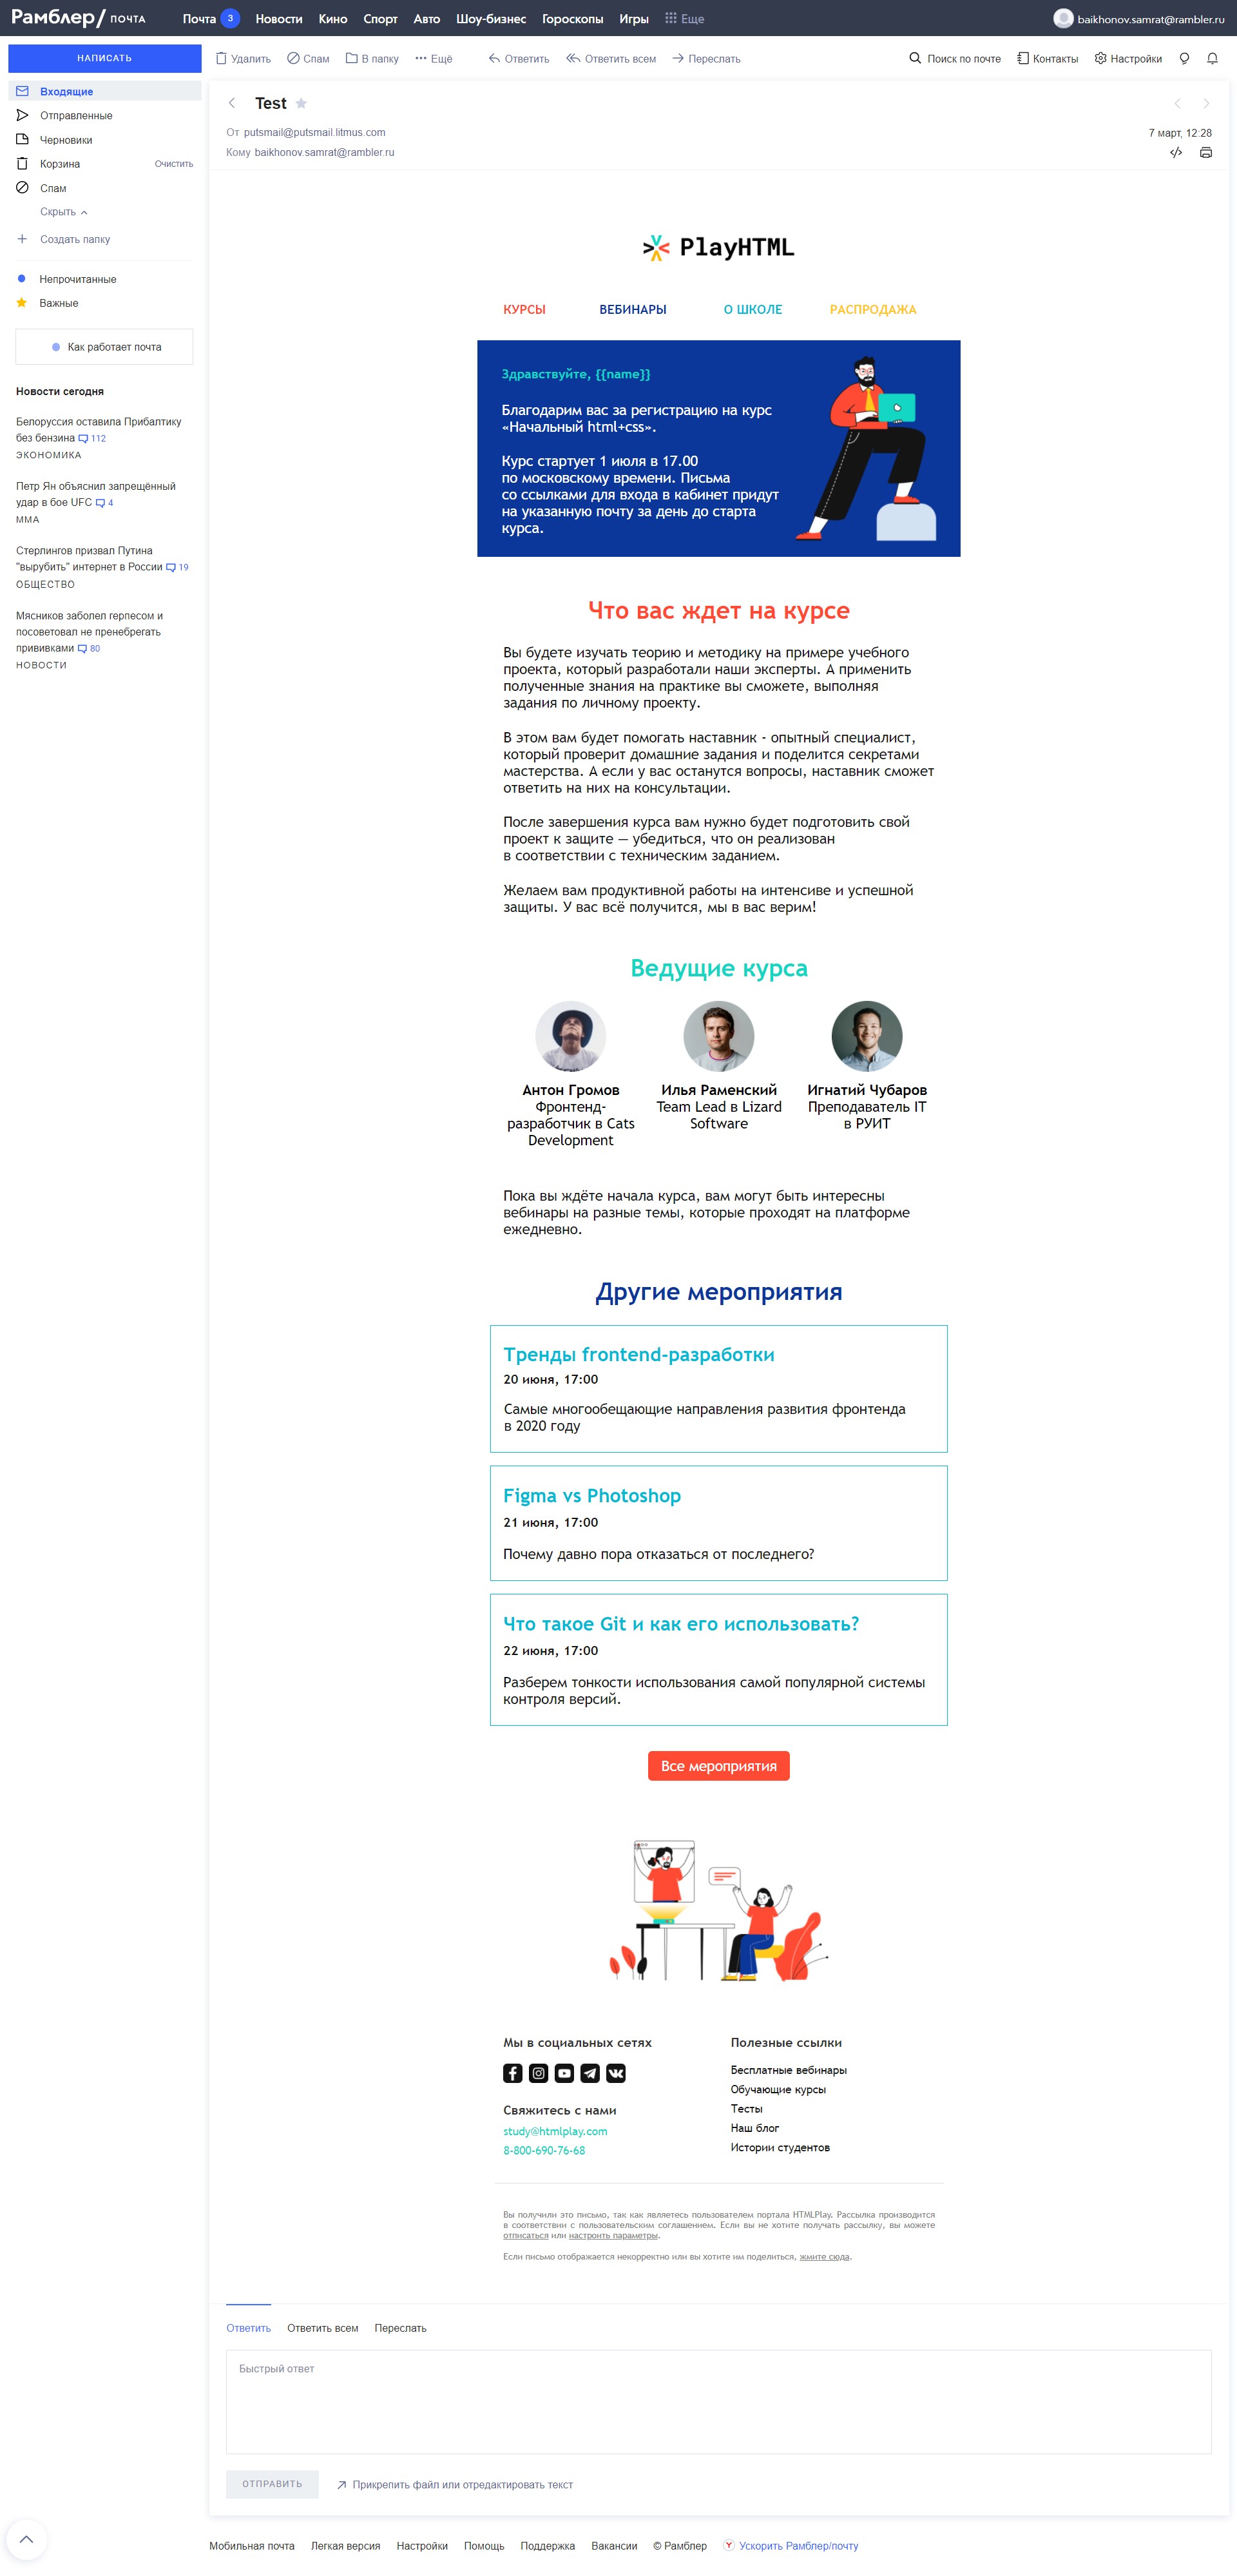 Рамблер/ ПОЧТА
Почта 3 Новости Кино Спорт Авто Шоу-бизнес Гороскопы Игры Еще
baikhonov.samrat@rambler.ru
НАПИСАТЬ
Удалить Спам В папку Ещё Ответить Ответить всем Переслать
Поиск по почте Контакты Настройки
Входящие
Отправленные
Черновики
Корзина Очистить
Спам
Скрыть
Создать папку
Непрочитанные
Важные
Как работает почта
Новости сегодня
Белоруссия оставила Прибалтику
без бензина 112
ЭКОНОМИКА
Петр Ян объяснил запрещённый
удар в бое UFC 4
ММА
Стерлингов призвал Путина
"вырубить" интернет в России 19
ОБЩЕСТВО
Мясников заболел герпесом и
посоветовал не пренебрегать
прививками 80
НОВОСТИ
Test
От putsmail@putsmail.litmus.com
7 март, 12:28
Кому baikhonov.samrat@rambler.ru
PlayHTML
КУРСЫ ВЕБИНАРЫ О ШКОЛЕ РАСПРОДАЖА
Здравствуйте, {{name}}
Благодарим вас за регистрацию на курс
«Начальный html+css».
Курс стартует 1 июля в 17.00
по московскому времени. Письма
со ссылками для входа в кабинет придут
на указанную почту за день до старта
курса.
Что вас ждет на курсе
Вы будете изучать теорию и методику на примере учебного
проекта, который разработали наши эксперты. А применить
полученные знания на практике вы сможете, выполняя
задания по личному проекту.
В этом вам будет помогать наставник - опытный специалист,
который проверит домашние задания и поделится секретами
мастерства. А если у вас останутся вопросы, наставник сможет
ответить на них на консультации.
После завершения курса вам нужно будет подготовить свой
проект к защите — убедиться, что он реализован
в соответствии с техническим заданием.
Желаем вам продуктивной работы на интенсиве и успешной
защиты. У вас всё получится, мы в вас верим!
Ведущие курса
Антон Громов
Фронтенд-
разработчик в Cats
Development
Илья Раменский
Team Lead в Lizard
Software
Игнатий Чубаров
Преподаватель IT
в РУИТ
Пока вы ждёте начала курса, вам могут быть интересны
вебинары на разные темы, которые проходят на платформе
ежедневно.
Другие мероприятия
Тренды frontend-разработки
20 июня, 17:00
Самые многообещающие направления развития фронтенда
в 2020 году
Figma vs Photoshop
21 июня, 17:00
Почему давно пора отказаться от последнего?
Что такое Git и как его использовать?
22 июня, 17:00
Разберем тонкости использования самой популярной системы
контроля версий.
Все мероприятия
Мы в социальных сетях
Свяжитесь с нами
study@htmlplay.com
8-800-690-76-68
Полезные ссылки
Бесплатные вебинары
Обучающие курсы
Тесты
Наш блог
Истории студентов
Вы получили это письмо, так как являетесь пользователем портала HTMLPlay. Рассылка производится
в соответствии с пользовательским соглашением. Если вы не хотите получать рассылку, вы можете
отписаться или настроить параметры.
Если письмо отображается некорректно или вы хотите им поделиться, жмите сюда.
Ответить Ответить всем Переслать
Быстрый ответ
ОТПРАВИТЬ Прикрепить файл или отредактировать текст
Мобильная почта Легкая версия Настройки Помощь Поддержка Вакансии © Рамблер Ускорить Рамблер/почту